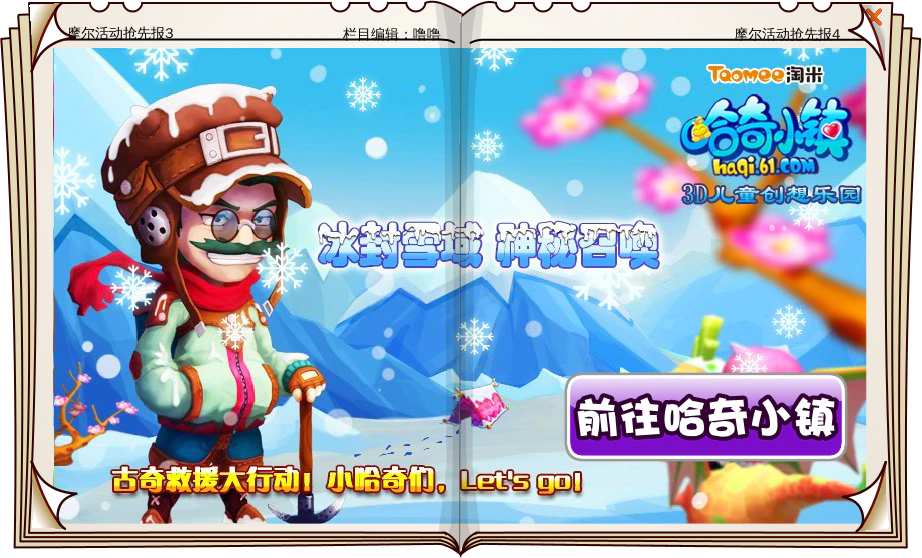 摩尔活动抢先报3
栏目编辑：噜噜
摩尔活动抢先报4
Taomee淘米
哈奇小镇
haqi.61.com
3D儿童创想乐园
冰封雪域 神秘召唤
前往哈奇小镇
古奇救援大行动！小哈奇们，Let's go!